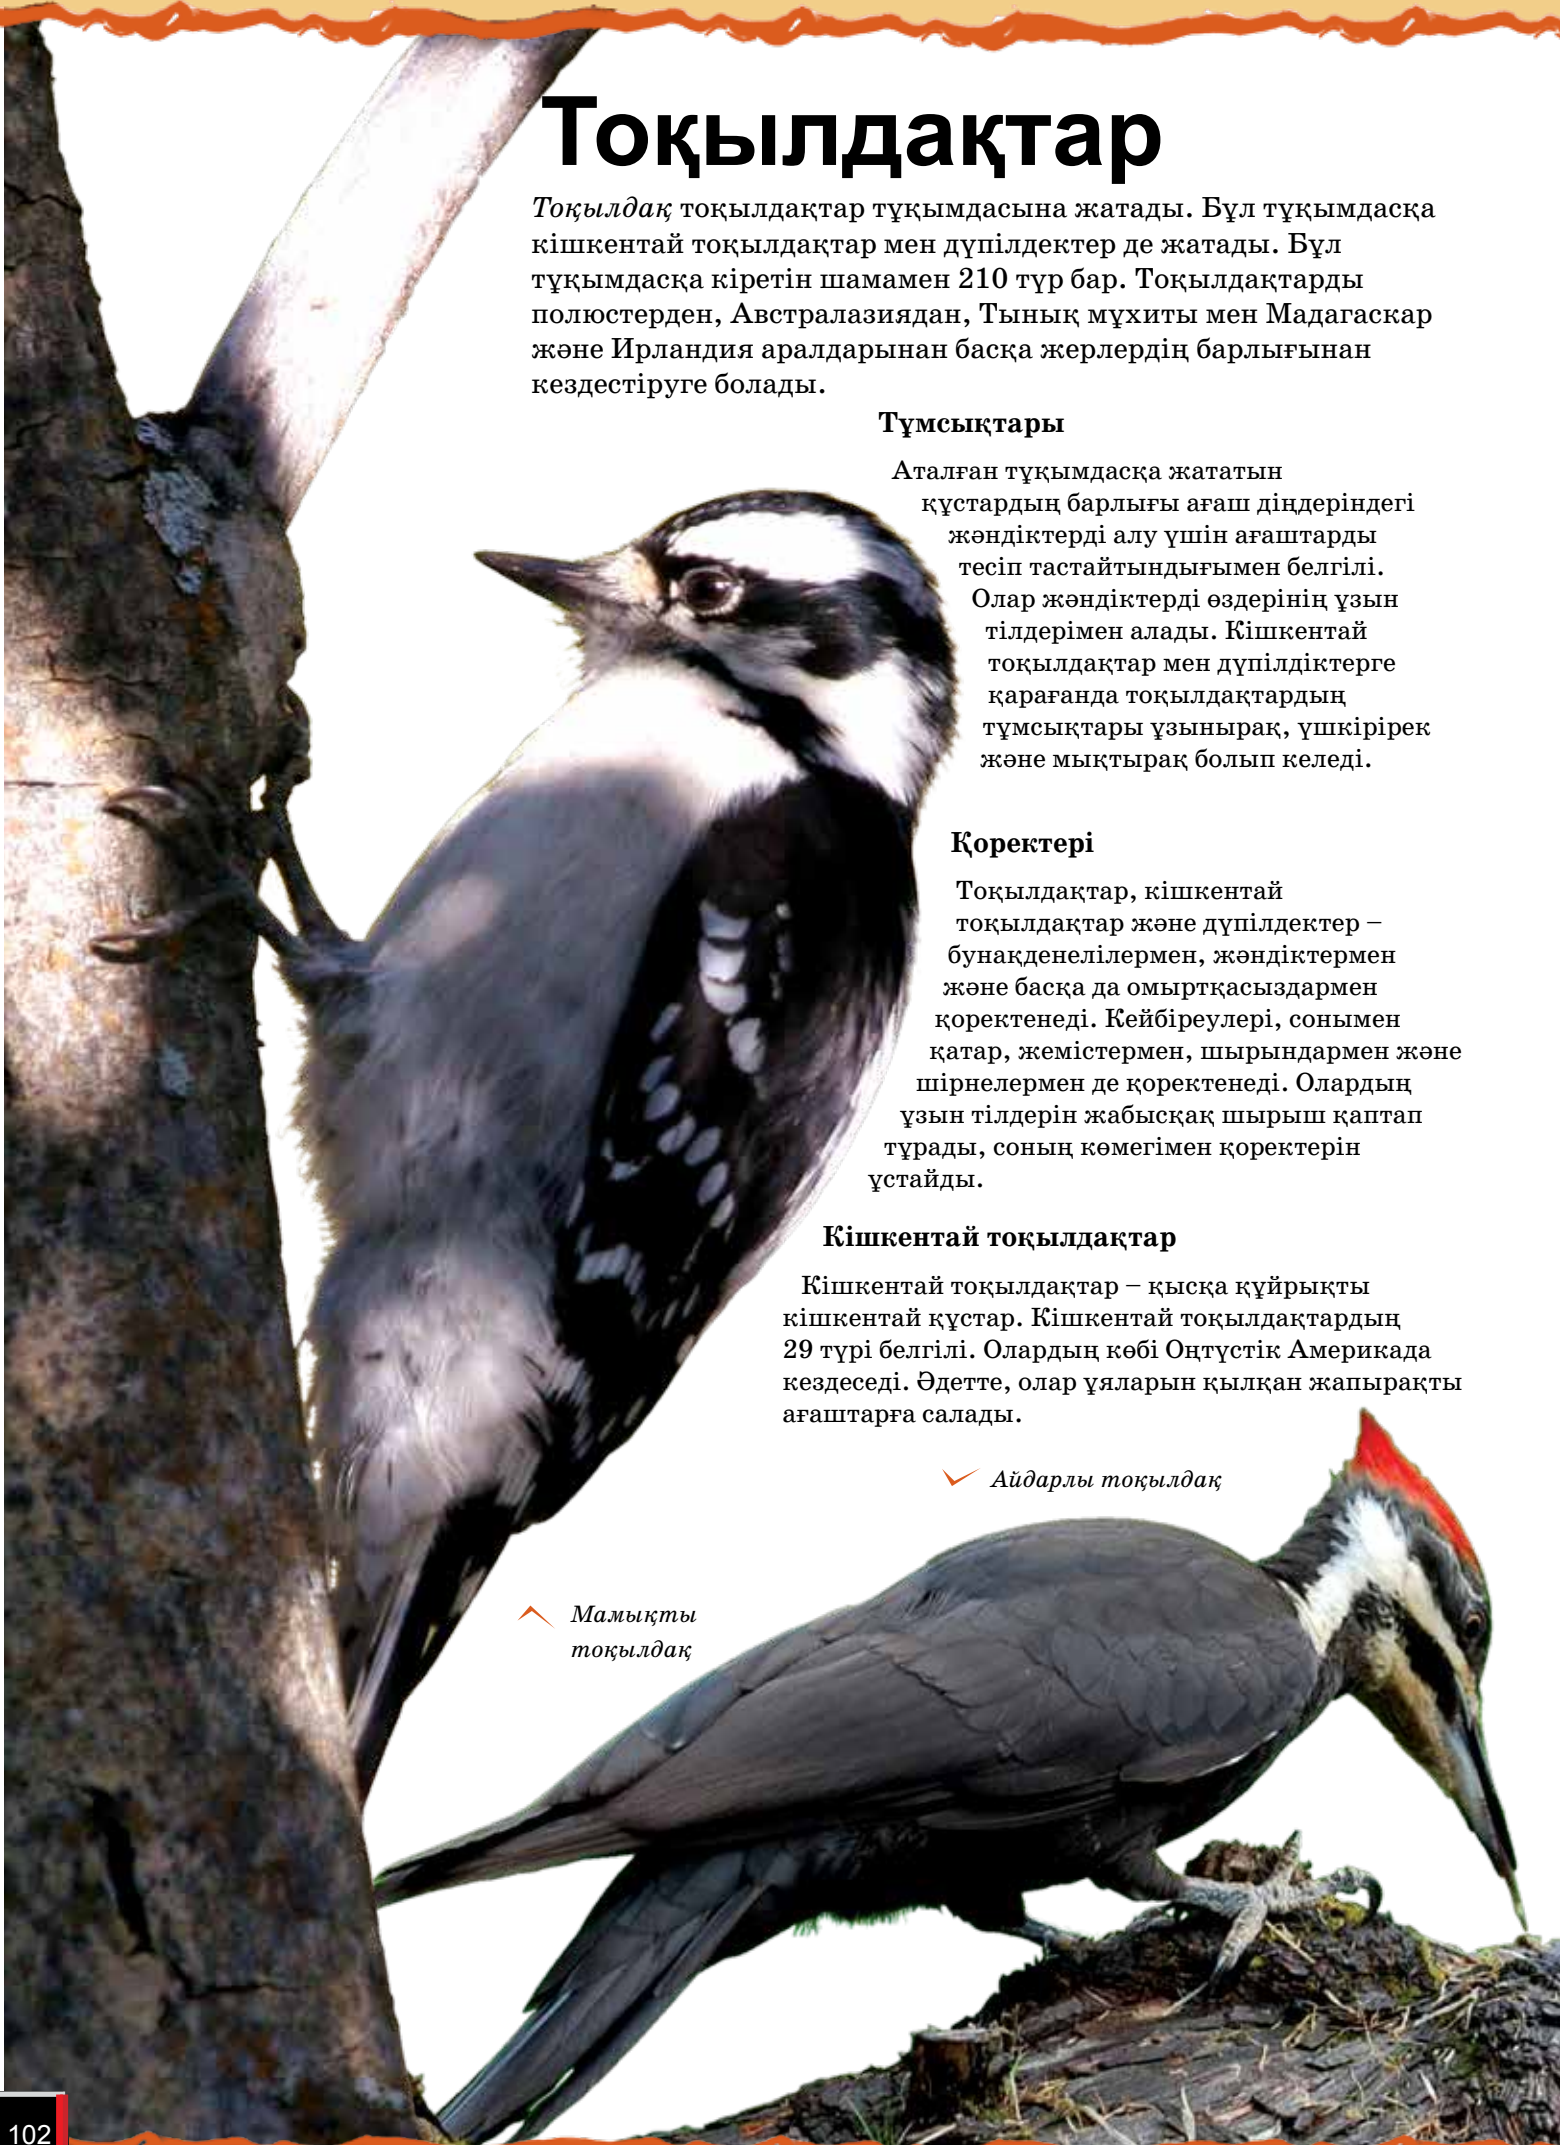 Тоқылдақтар
Тоқылдақ тоқылдақтар тұқымдасына жатады. Бұл тұқымдасқа
кішкентай тоқылдақтар мен дүпілдектер де жатады. Бұл
тұқымдасқа кіретін шамамен 210 түр бар. Тоқылдақтарды
полюстерден, Австралазиядан, Тынық мұхиты мен Мадагаскар
және Ирландия аралдарынан басқа жерлердің барлығынан
кездестіруге болады.
Тұмсықтары
Аталған тұқымдасқа жататын
құстардың барлығы ағаш діңдеріндегі
жәндіктерді алу үшін ағаштарды
тесіп тастайтындығымен белгілі.
Олар жәндіктерді өздерінің ұзын
тілдерімен алады. Кішкентай
тоқылдақтар мен дүпілдіктерге
қарағанда тоқылдақтардың
тұмсықтары ұзынырақ, үшкірірек
және мықтырақ болып келеді.
Қоректері
Тоқылдақтар, кішкентай
тоқылдақтар және дүпілдектер –
бунақденелілермен, жәндіктермен
және басқа да омыртқасыздармен
қоректенеді. Кейбіреулері, сонымен
қатар, жемістермен, шырындармен және
шірнелермен де қоректенеді. Олардың
ұзын тілдерін жабысқақ шырыш қаптап
тұрады, соның көмегімен қоректерін
ұстайды.
Кішкентай тоқылдақтар
Кішкентай тоқылдақтар – қысқа құйрықты
кішкентай құстар. Кішкентай тоқылдақтардың
29 түрі белгілі. Олардың көбі Оңтүстік Америкада
кездеседі. Әдетте, олар ұяларын қылқан жапырақты
ағаштарға салады.
Айдарлы тоқылдақ
Мамықты
тоқылдақ
102